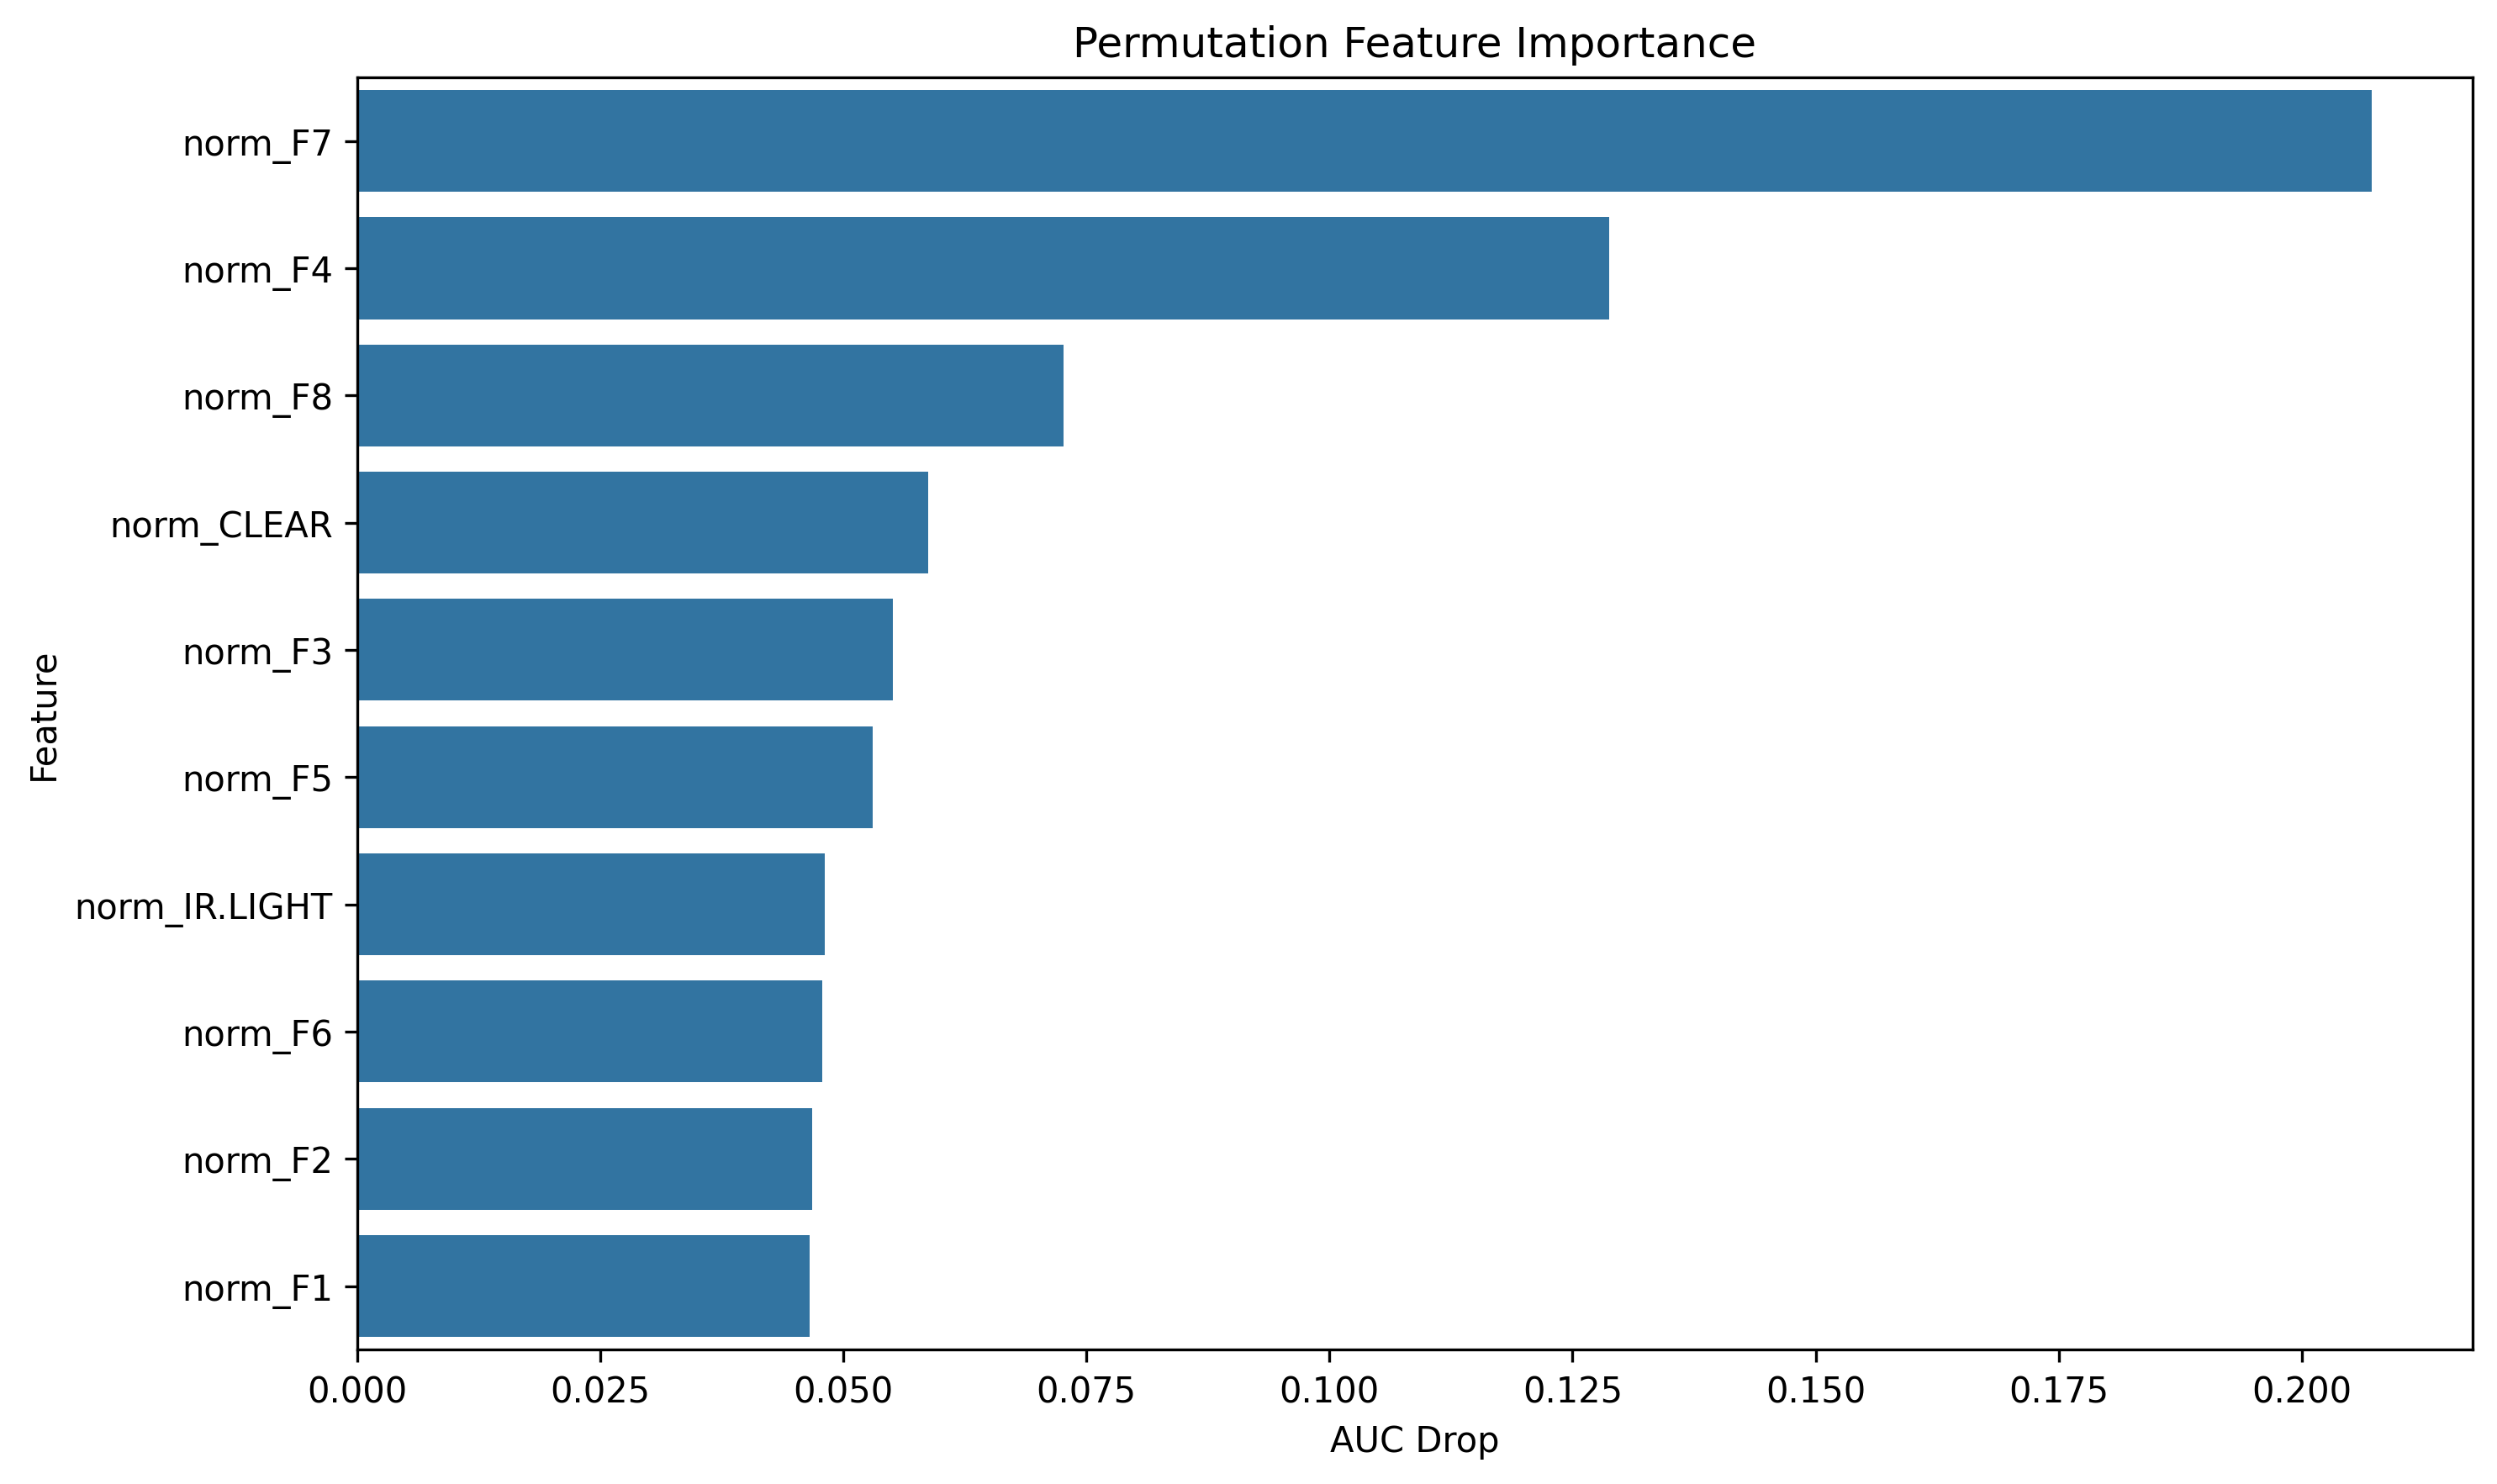 Permutation Feature Importance
norm_F7
norm_F4
norm_F8
norm_CLEAR
norm_F3
norm_F5
norm_IR.LIGHT
norm_F6
norm_F2
norm_F1
Feature
0.000 0.025 0.050 0.075 0.100 0.125 0.150 0.175 0.200
AUC Drop